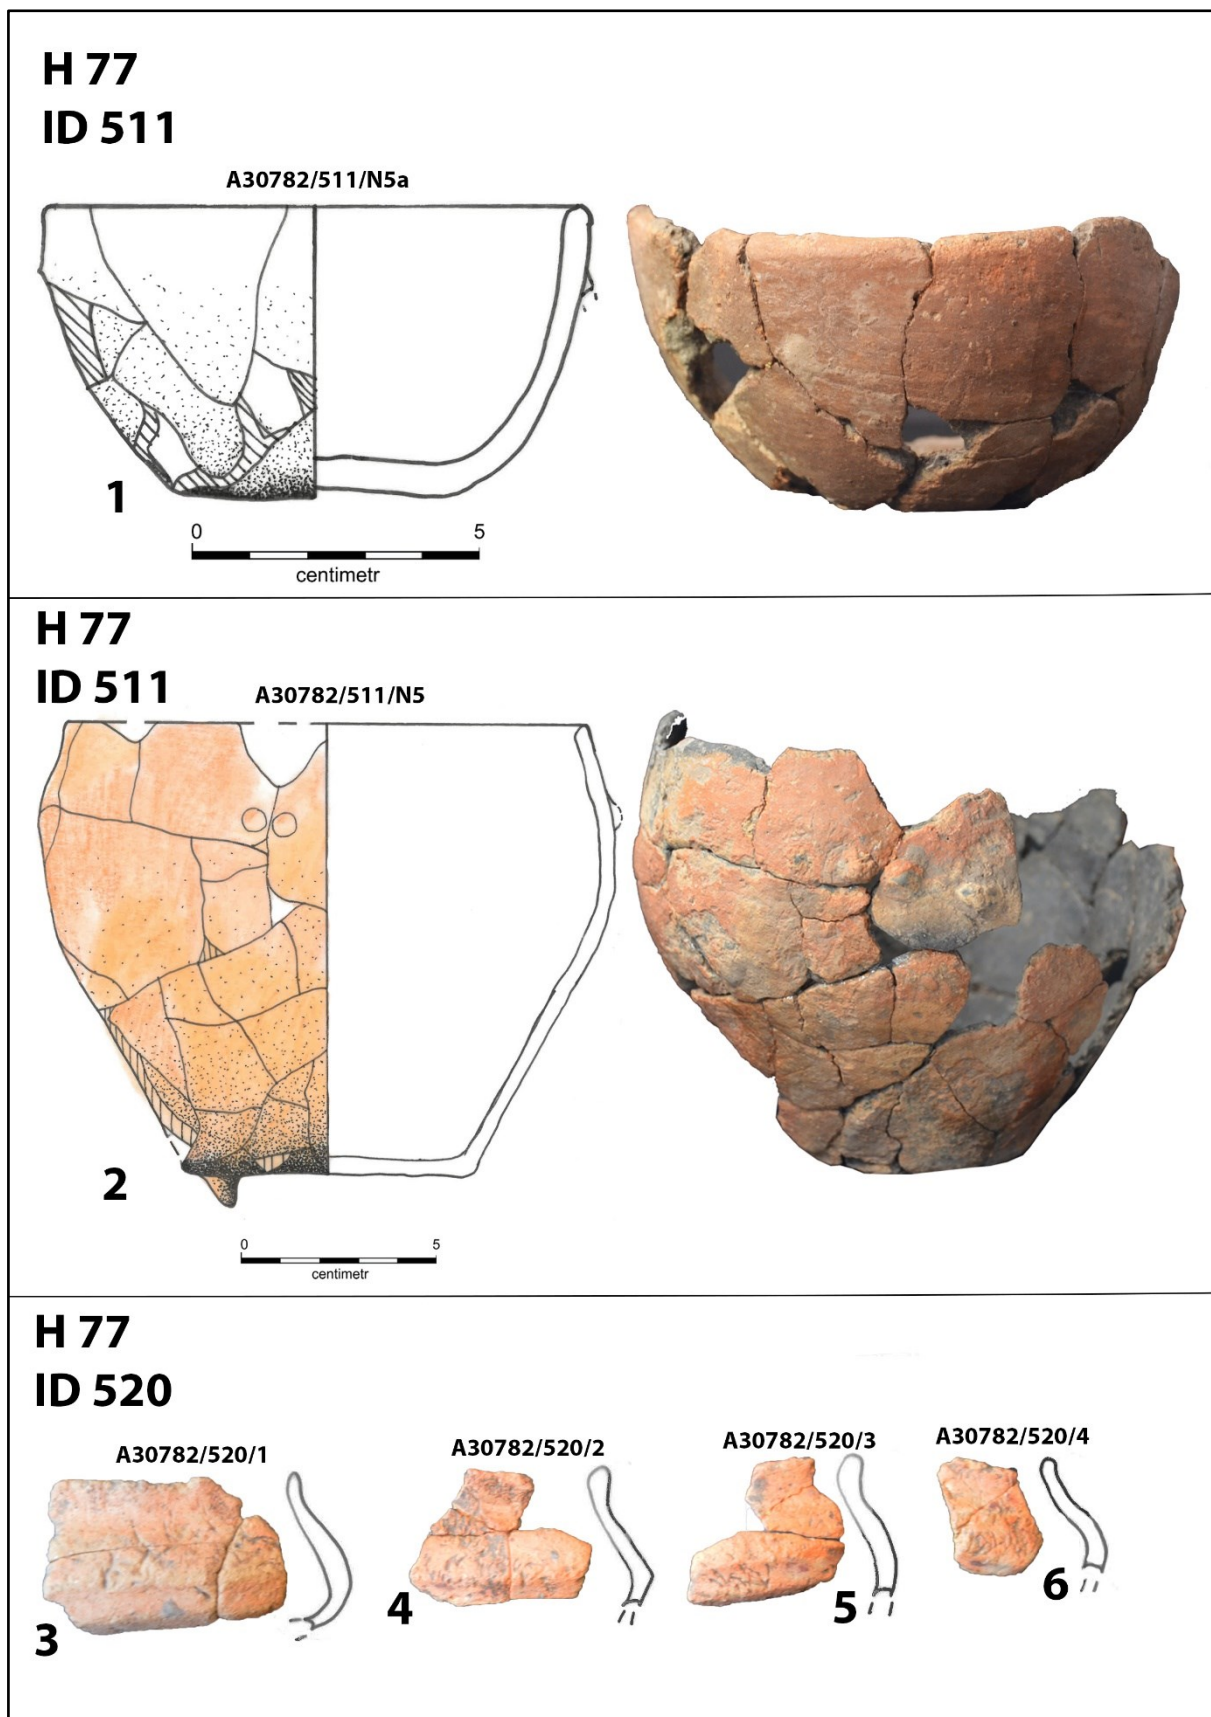 H 77
ID 511
A30782/511/N5a
1
0 5
centimetr
H 77
ID 511
A30782/511/N5
2
0 5
centimetr
H 77
ID 520
A30782/520/1
A30782/520/2
A30782/520/3
A30782/520/4
3
4
5
6